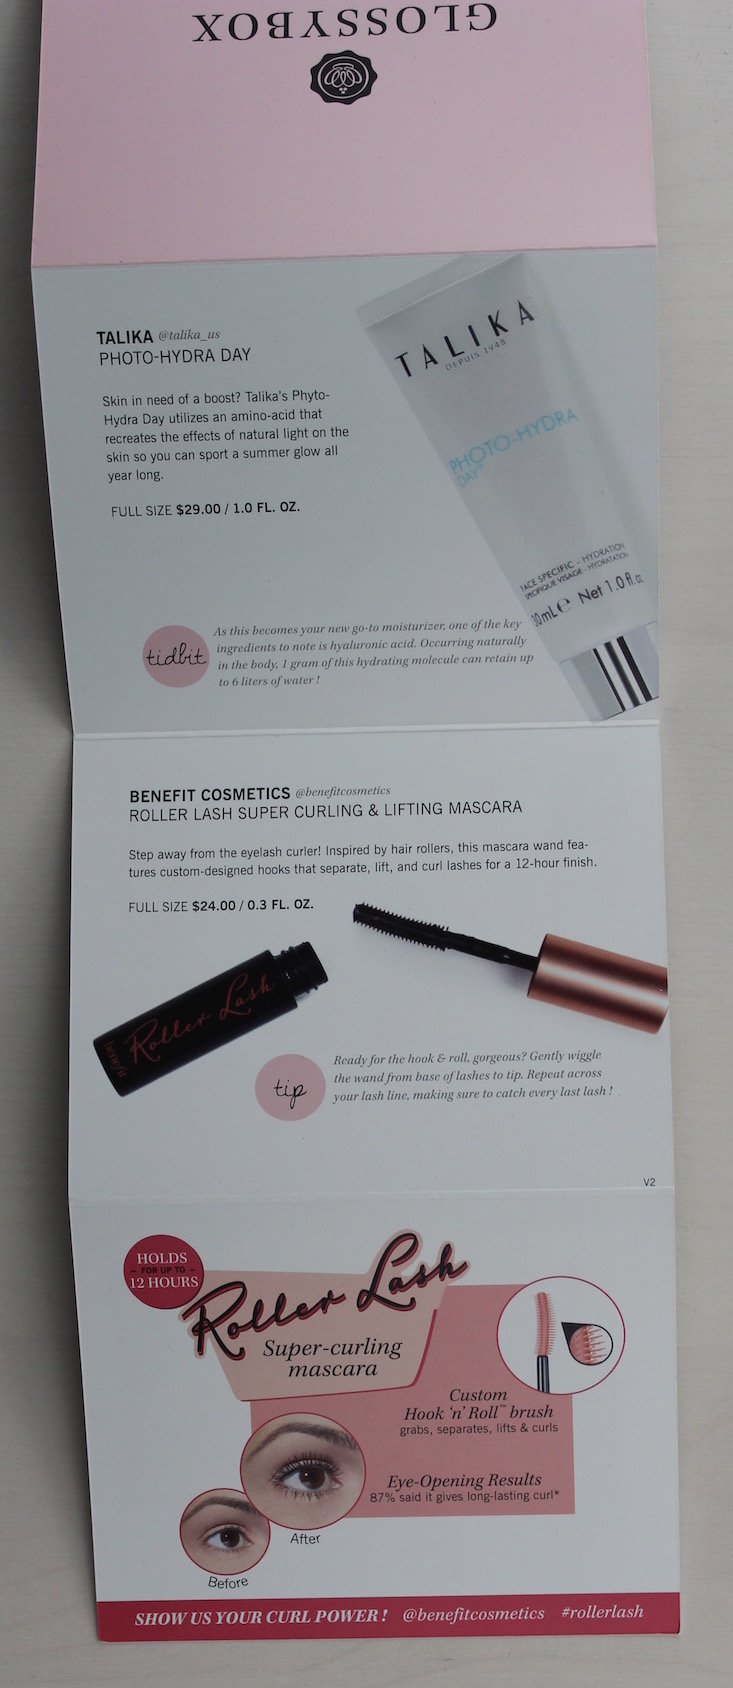 GLOSSYBOX
TALIKA @talika_us
PHOTO-HYDRA DAY
Skin in need of a boost? Talika's Phyto-
Hydra Day utilizes an amino-acid that
recreates the effects of natural light on the
skin so you can sport a summer glow all
year long.
FULL SIZE $29.00 / 1.0 FL. OZ.
TALIKA
DEPUIS 1948
PHOTO-HYDRA
DAY
FACE SPECIFIC - HYDRATION
SPÉCIFIQUE VISAGE - HYDRATATION
30mL e Net 1.0 fl.oz
tidbit
As this becomes your new go-to moisturizer, one of the key
ingredients to note is hyaluronic acid. Occurring naturally
in the body, 1 gram of this hydrating molecule can retain up
to 6 liters of water !
BENEFIT COSMETICS @benefitcosmetics
ROLLER LASH SUPER CURLING & LIFTING MASCARA
Step away from the eyelash curler! Inspired by hair rollers, this mascara wand fea-
tures custom-designed hooks that separate, lift, and curl lashes for a 12-hour finish.
FULL SIZE $24.00 / 0.3 FL. OZ.
benefit
Roller Lash
tip
Ready for the hook & roll, gorgeous? Gently wiggle
the wand from base of lashes to tip. Repeat across
your lash line, making sure to catch every last lash !
V2
HOLDS
– FOR UP TO –
12 HOURS
Roller Lash
Super-curling
mascara
Custom
Hook 'n' Roll™ brush
grabs, separates, lifts & curls
Eye-Opening Results
87% said it gives long-lasting curl*
After
Before
SHOW US YOUR CURL POWER ! @benefitcosmetics #rollerlash